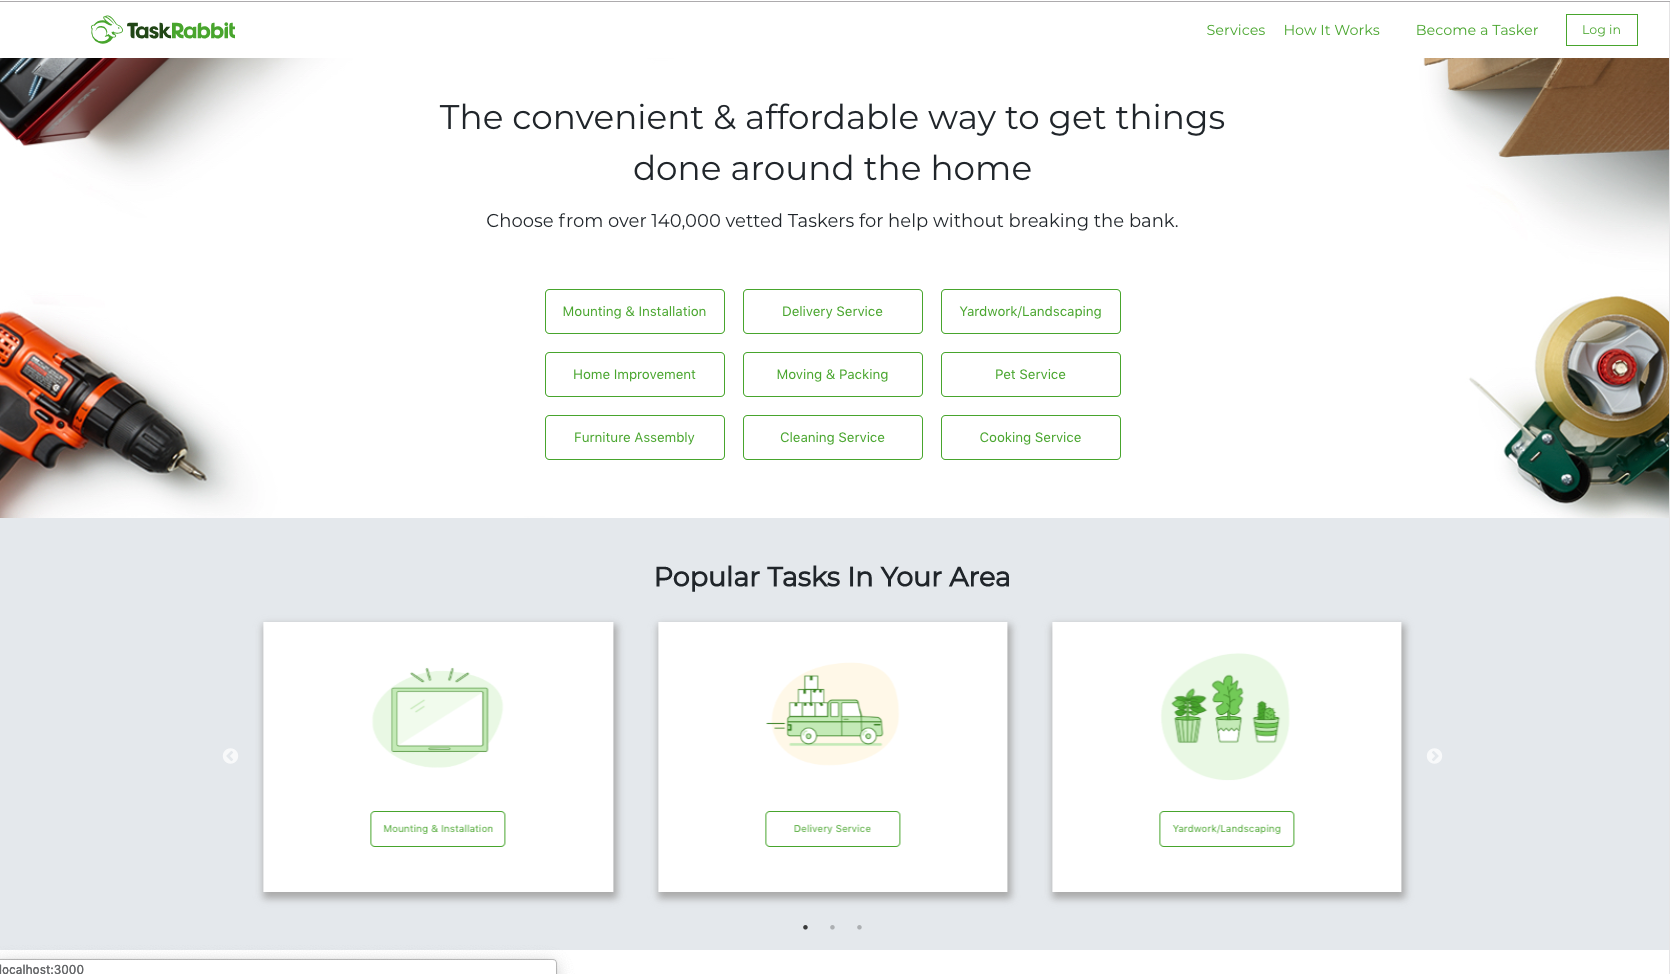 TaskRabbit
Services How It Works Become a Tasker Log in
The convenient & affordable way to get things
done around the home
Choose from over 140,000 vetted Taskers for help without breaking the bank.
Mounting & Installation Delivery Service Yardwork/Landscaping
Home Improvement Moving & Packing Pet Service
Furniture Assembly Cleaning Service Cooking Service
Popular Tasks In Your Area
Mounting & Installation Delivery Service Yardwork/Landscaping
localhost:3000